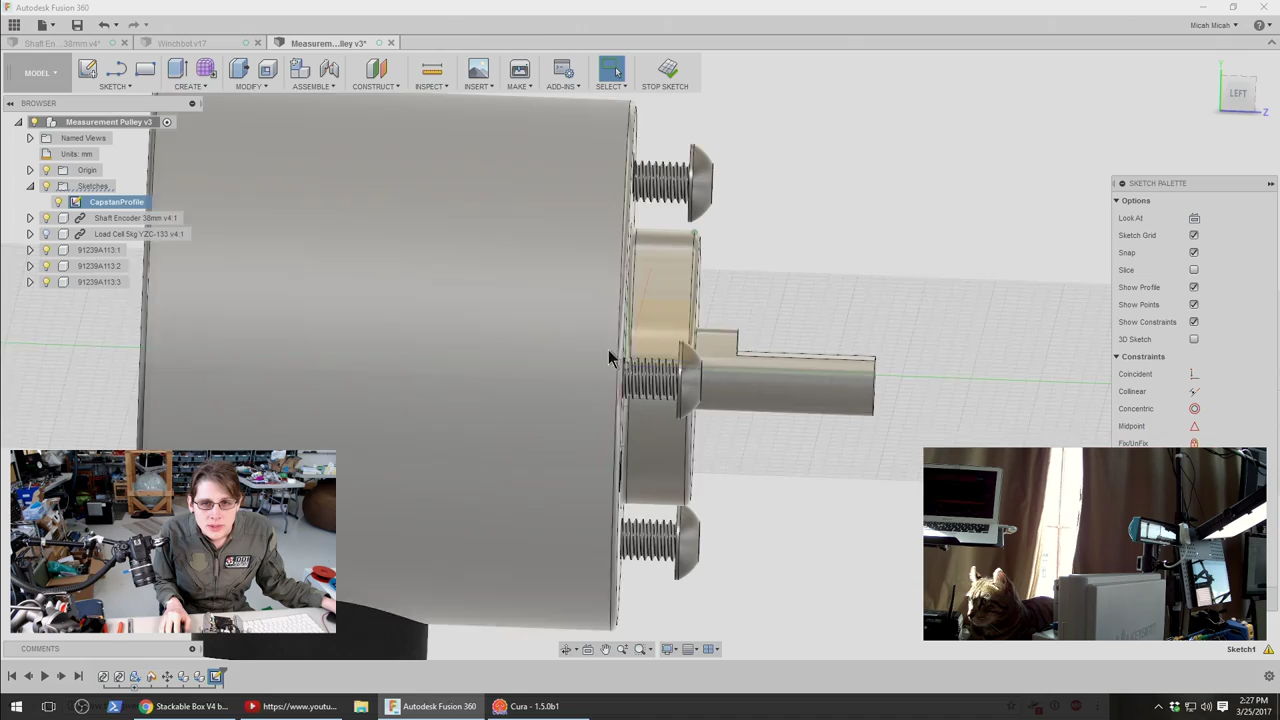 Autodesk Fusion 360
Micah Micah
Shaft En...38mm v4*
Winchbot v17
Measurem...lley v3*
MODEL
SKETCH
CREATE
MODIFY
ASSEMBLE
CONSTRUCT
INSPECT
INSERT
MAKE
ADD-INS
SELECT
STOP SKETCH
BROWSER
Measurement Pulley v3
Named Views
Units: mm
Origin
Sketches
CapstanProfile
Shaft Encoder 38mm v4:1
Load Cell 5kg YZC-133 v4:1
91239A113:1
91239A113:2
91239A113:3
Y
LEFT
Z
SKETCH PALETTE
Options
Look At
Sketch Grid
Snap
Slice
Show Profile
Show Points
Show Constraints
3D Sketch
Constraints
Coincident
Collinear
Concentric
Midpoint
Fix/UnFix
COMMENTS
Sketch1
Stackable Box V4 b...
https://www.youtu...
Autodesk Fusion 360
Cura - 1.5.0b1
2:27 PM
3/25/2017